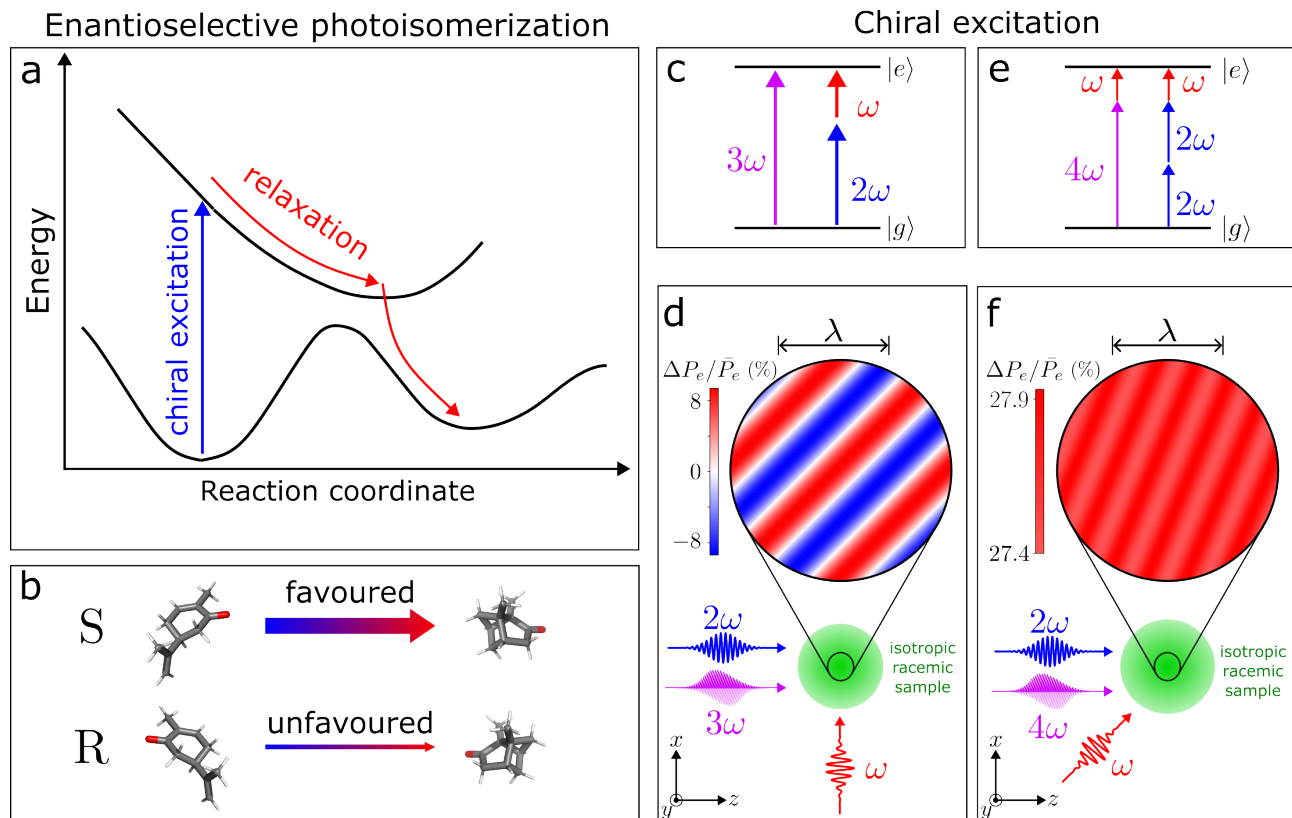 Enantioselective photoisomerization
Chiral excitation
a
Energy
chiral excitation
relaxation
Reaction coordinate
b
S
favoured
R
unfavoured
c
|e⟩
ω
3ω
2ω
|g⟩
e
|e⟩
ω
ω
2ω
4ω
2ω
|g⟩
d
λ
ΔP_e/P̄_e (%)
8
0
−8
2ω
3ω
isotropic
racemic
sample
ω
x
y
z
f
λ
ΔP_e/P̄_e (%)
27.9
27.4
2ω
4ω
isotropic
racemic
sample
ω
x
y
z